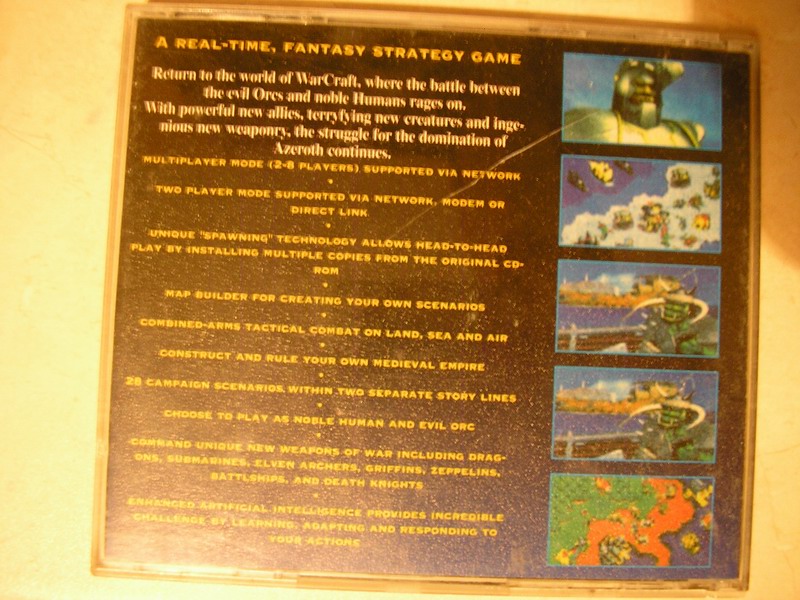 A REAL-TIME, FANTASY STRATEGY GAME
Return to the world of WarCraft, where the battle between
the evil Orcs and noble Humans rages on.
With powerful new allies, terryfying new creatures and inge-
nious new weaponry, the struggle for the domination of
Azeroth continues.
MULTIPLAYER MODE (2-8 PLAYERS) SUPPORTED VIA NETWORK
•
TWO PLAYER MODE SUPPORTED VIA NETWORK, MODEM OR
DIRECT LINK
•
UNIQUE "SPAWNING" TECHNOLOGY ALLOWS HEAD-TO-HEAD
PLAY BY INSTALLING MULTIPLE COPIES FROM THE ORIGINAL CD-
ROM
•
MAP BUILDER FOR CREATING YOUR OWN SCENARIOS
•
COMBINED-ARMS TACTICAL COMBAT ON LAND, SEA AND AIR
•
CONSTRUCT AND RULE YOUR OWN MEDIEVAL EMPIRE
•
28 CAMPAIGN SCENARIOS WITHIN TWO SEPARATE STORY LINES
•
CHOOSE TO PLAY AS NOBLE HUMAN AND EVIL ORC
•
COMMAND UNIQUE NEW WEAPONS OF WAR INCLUDING DRAG-
ONS, SUBMARINES, ELVEN ARCHERS, GRIFFINS, ZEPPELINS,
BATTLSHIPS, AND DEATH KNIGHTS
•
ENHANCED ARTIFICIAL INTELLIGENCE PROVIDES INCREDIBLE
CHALLENGE BY LEARNING, ADAPTING AND RESPONDING TO
YOUR ACTIONS